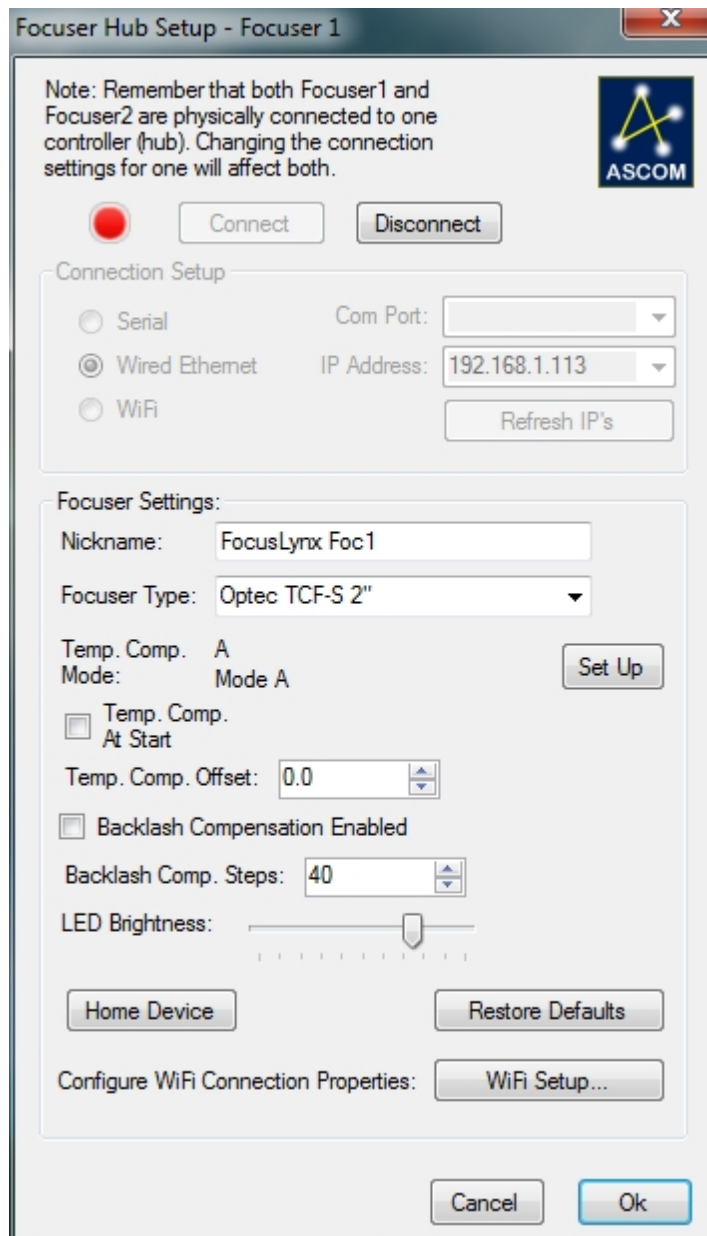 Focuser Hub Setup - Focuser 1
Note: Remember that both Focuser1 and
Focuser2 are physically connected to one
controller (hub). Changing the connection
settings for one will affect both.
ASCOM
Connect
Disconnect
Connection Setup
Serial
Com Port:
Wired Ethernet
IP Address:
192.168.1.113
WiFi
Refresh IP's
Focuser Settings:
Nickname:
FocusLynx Foc1
Focuser Type:
Optec TCF-S 2"
Temp. Comp.
Mode:
A
Mode A
Set Up
Temp. Comp.
At Start
Temp. Comp. Offset:
0.0
Backlash Compensation Enabled
Backlash Comp. Steps:
40
LED Brightness:
Home Device
Restore Defaults
Configure WiFi Connection Properties:
WiFi Setup...
Cancel
Ok